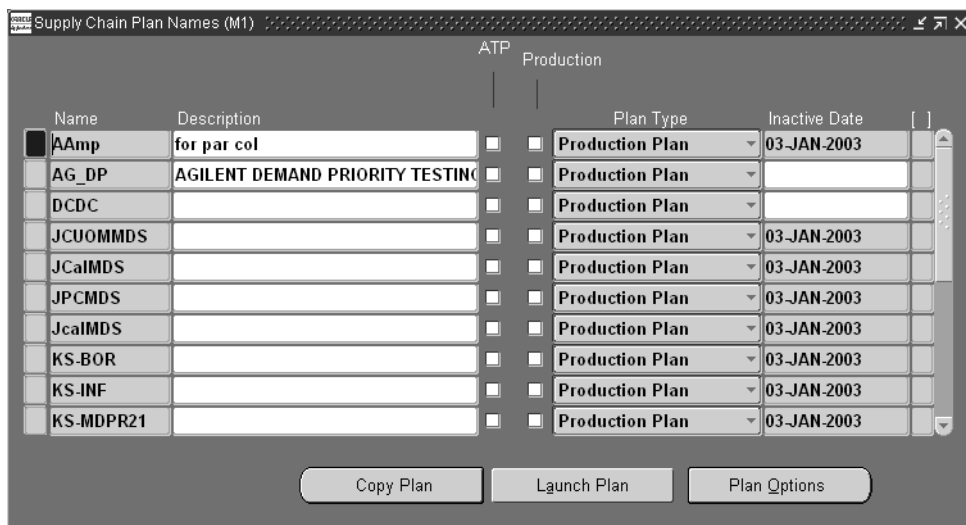 Supply Chain Plan Names (M1)
ATP
Production
Name Description Plan Type Inactive Date [ ]
AAmp for par col Production Plan 03-JAN-2003
AG_DP AGILENT DEMAND PRIORITY TESTING Production Plan
DCDC Production Plan
JCUOMMDS Production Plan 03-JAN-2003
JCalMDS Production Plan 03-JAN-2003
JPCMDS Production Plan 03-JAN-2003
JcalMDS Production Plan 03-JAN-2003
KS-BOR Production Plan 03-JAN-2003
KS-INF Production Plan 03-JAN-2003
KS-MDPR21 Production Plan 03-JAN-2003
Copy Plan Launch Plan Plan Options